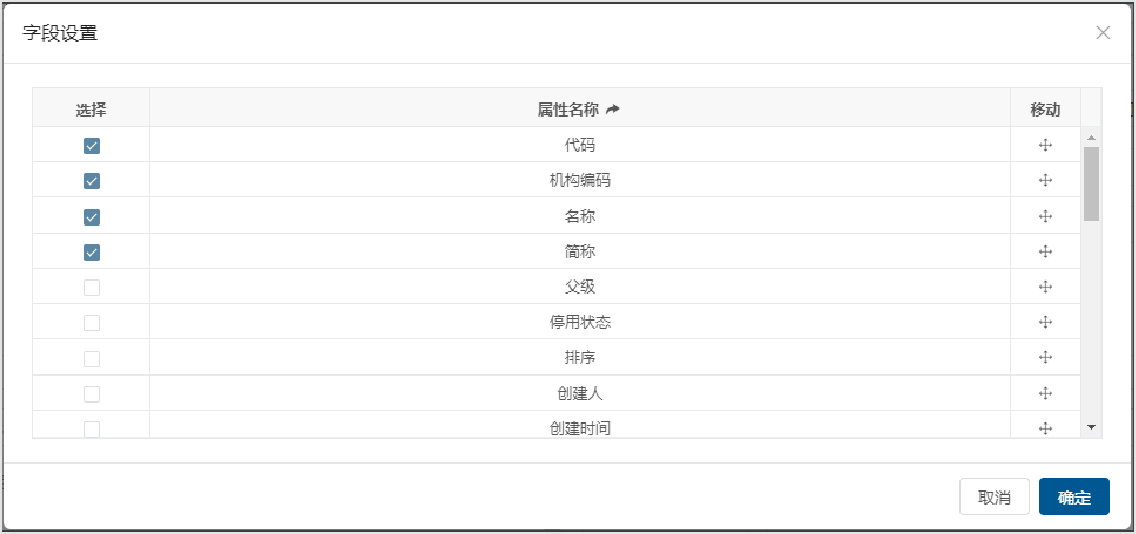 字段设置
选择 属性名称 移动
代码
机构编码
名称
简称
父级
停用状态
排序
创建人
创建时间
取消 确定